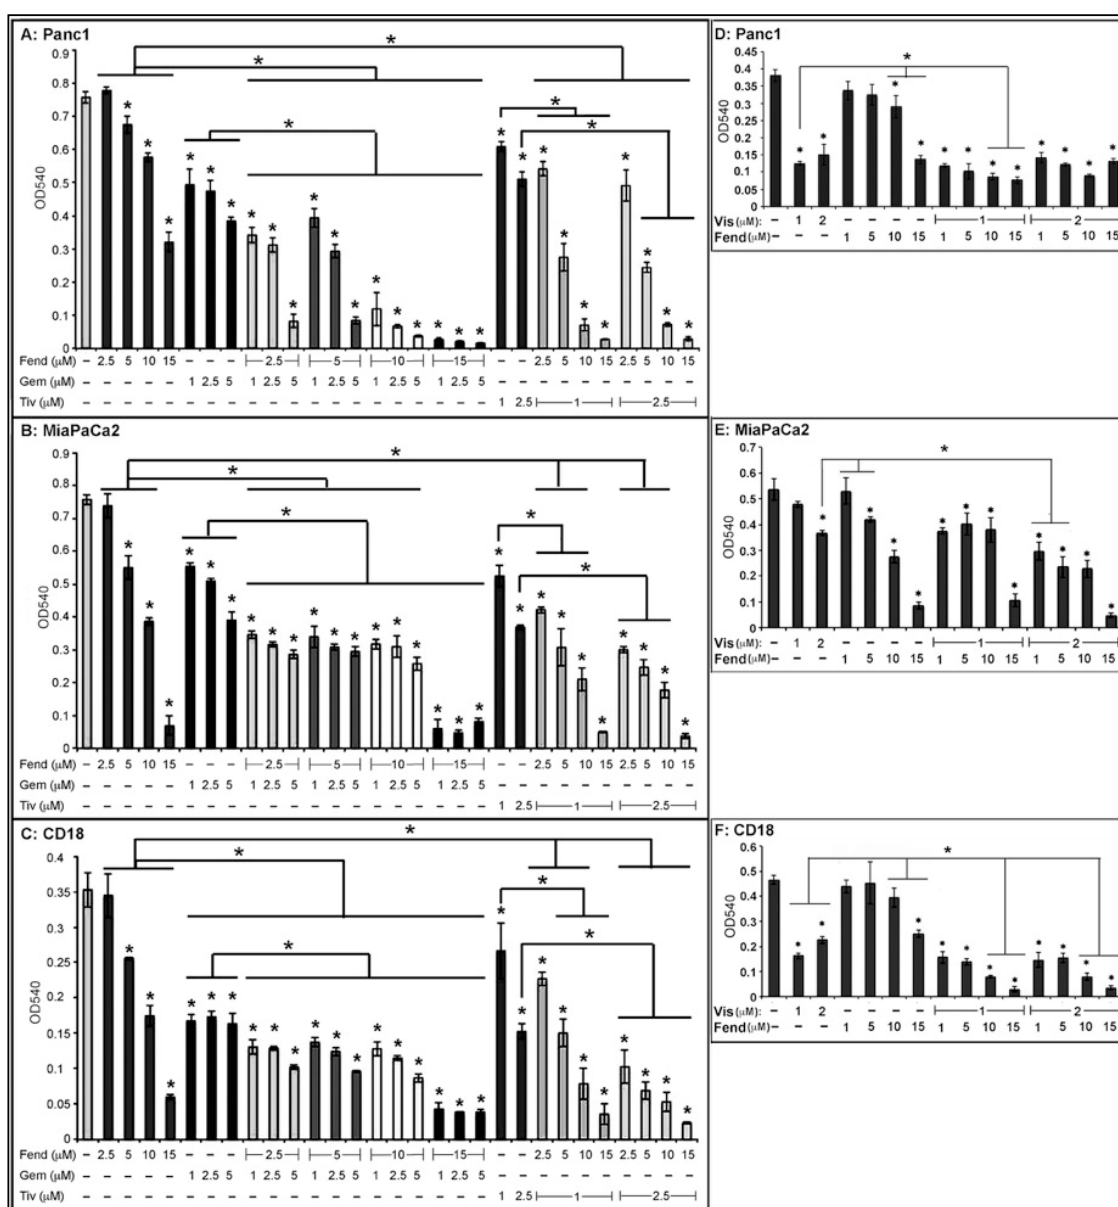 A: Panc1
*
0.9
0.8
0.7
0.6
0.5
0.4
0.3
0.2
0.1
0
OD540
Fend (μM) – 2.5 5 10 15 – – – 2.5 5 10 15 – – 2.5 5 10 15 2.5 5 10 15
Gem (μM) – – – – – 1 2.5 5 1 2.5 5 1 2.5 5 1 2.5 5 1 2.5 5 – – – – – – – – – –
Tiv (μM) – – – – – – – – – – – – – – – – – – – – 1 2.5 1 2.5
B: MiaPaCa2
*
0.9
0.8
0.7
0.6
0.5
0.4
0.3
0.2
0.1
0
OD540
Fend (μM) – 2.5 5 10 15 – – – 2.5 5 10 15 – – 2.5 5 10 15 2.5 5 10 15
Gem (μM) – – – – – 1 2.5 5 1 2.5 5 1 2.5 5 1 2.5 5 1 2.5 5 – – – – – – – – – –
Tiv (μM) – – – – – – – – – – – – – – – – – – – – 1 2.5 1 2.5
C: CD18
*
0.4
0.35
0.3
0.25
0.2
0.15
0.1
0.05
0
OD540
Fend (μM) – 2.5 5 10 15 – – – 2.5 5 10 15 – – 2.5 5 10 15 2.5 5 10 15
Gem (μM) – – – – – 1 2.5 5 1 2.5 5 1 2.5 5 1 2.5 5 1 2.5 5 – – – – – – – – – –
Tiv (μM) – – – – – – – – – – – – – – – – – – – – 1 2.5 1 2.5
D: Panc1
*
0.45
0.4
0.35
0.3
0.25
0.2
0.15
0.1
0.05
0
OD540
Vis (μM): – 1 2 – – – – 1 2
Fend (μM) – – – 1 5 10 15 1 5 10 15 1 5 10 15
E: MiaPaCa2
*
0.7
0.6
0.5
0.4
0.3
0.2
0.1
0
OD540
Vis (μM): – 1 2 – – – – 1 2
Fend (μM) – – – 1 5 10 15 1 5 10 15 1 5 10 15
F: CD18
*
0.6
0.5
0.4
0.3
0.2
0.1
0
OD540
Vis (μM): – 1 2 – – – – 1 2
Fend (μM) – – – 1 5 10 15 1 5 10 15 1 5 10 15